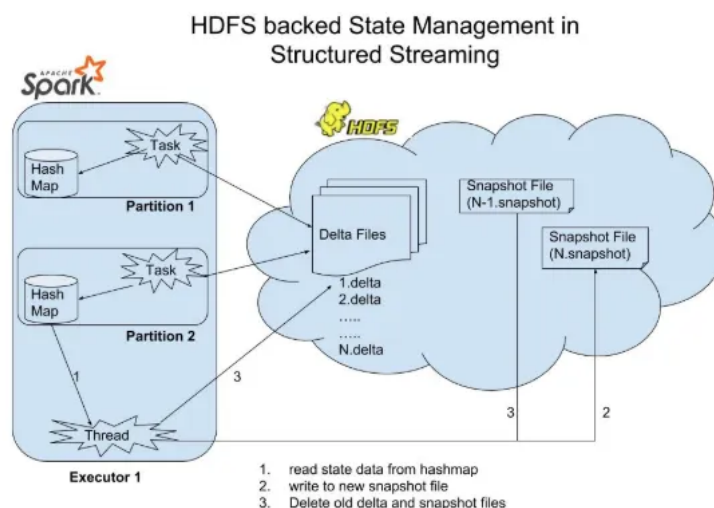 HDFS backed State Management in
Structured Streaming
APACHE
Spark
HDFS
Task
Hash
Map
Partition 1
Task
Hash
Map
Partition 2
1
Thread
Executor 1
Delta Files
1.delta
2.delta
.....
.....
N.delta
Snapshot File
(N-1.snapshot)
Snapshot File
(N.snapshot)
3
3
2
1. read state data from hashmap
2. write to new snapshot file
3. Delete old delta and snapshot files